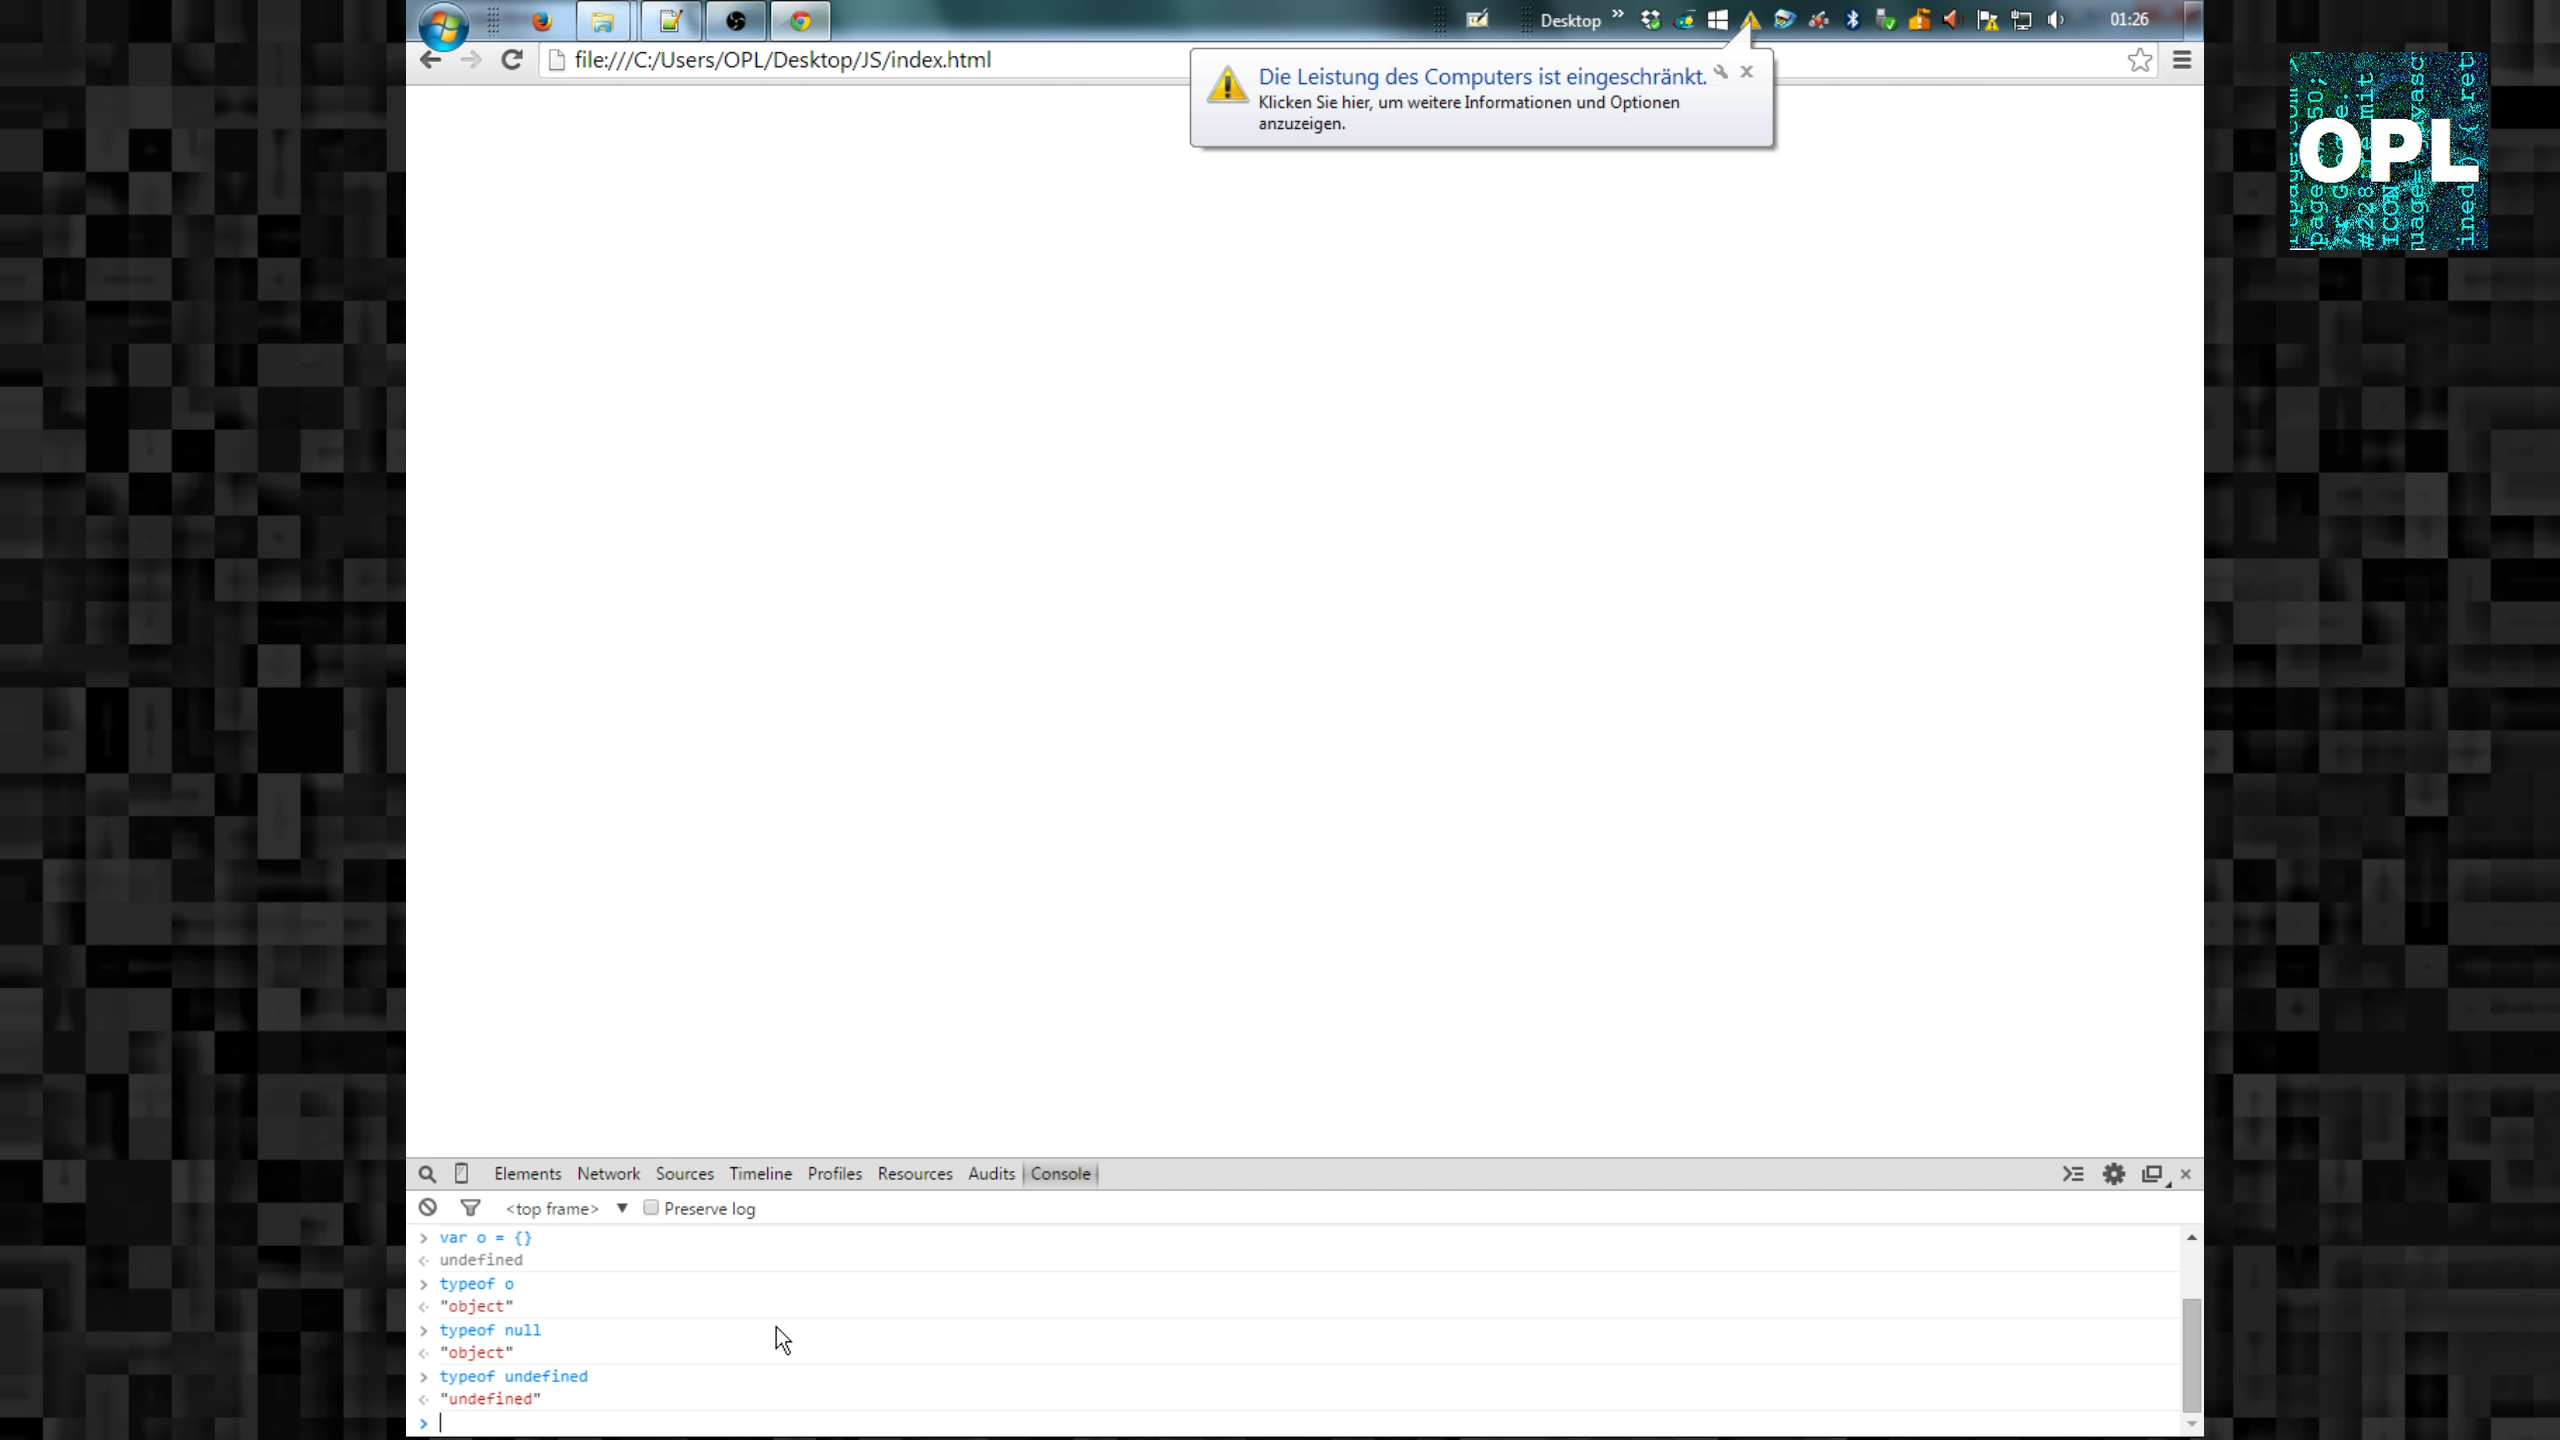 Desktop »
01:26
file:///C:/Users/OPL/Desktop/JS/index.html
Die Leistung des Computers ist eingeschränkt.
Klicken Sie hier, um weitere Informationen und Optionen
anzuzeigen.
OPL
Elements Network Sources Timeline Profiles Resources Audits Console
<top frame> ▼ Preserve log
> var o = {}
<· undefined
> typeof o
<· "object"
> typeof null
<· "object"
> typeof undefined
<· "undefined"
>